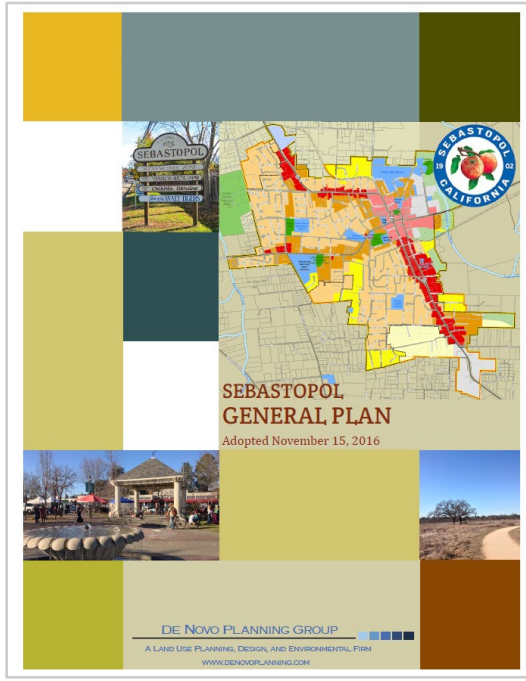 SEBASTOPOL
SEBASTOPOL
19 02
CALIFORNIA
SEBASTOPOL
GENERAL PLAN
Adopted November 15, 2016
DE NOVO PLANNING GROUP
A LAND USE PLANNING, DESIGN, AND ENVIRONMENTAL FIRM
WWW.DENOVOPLANNING.COM